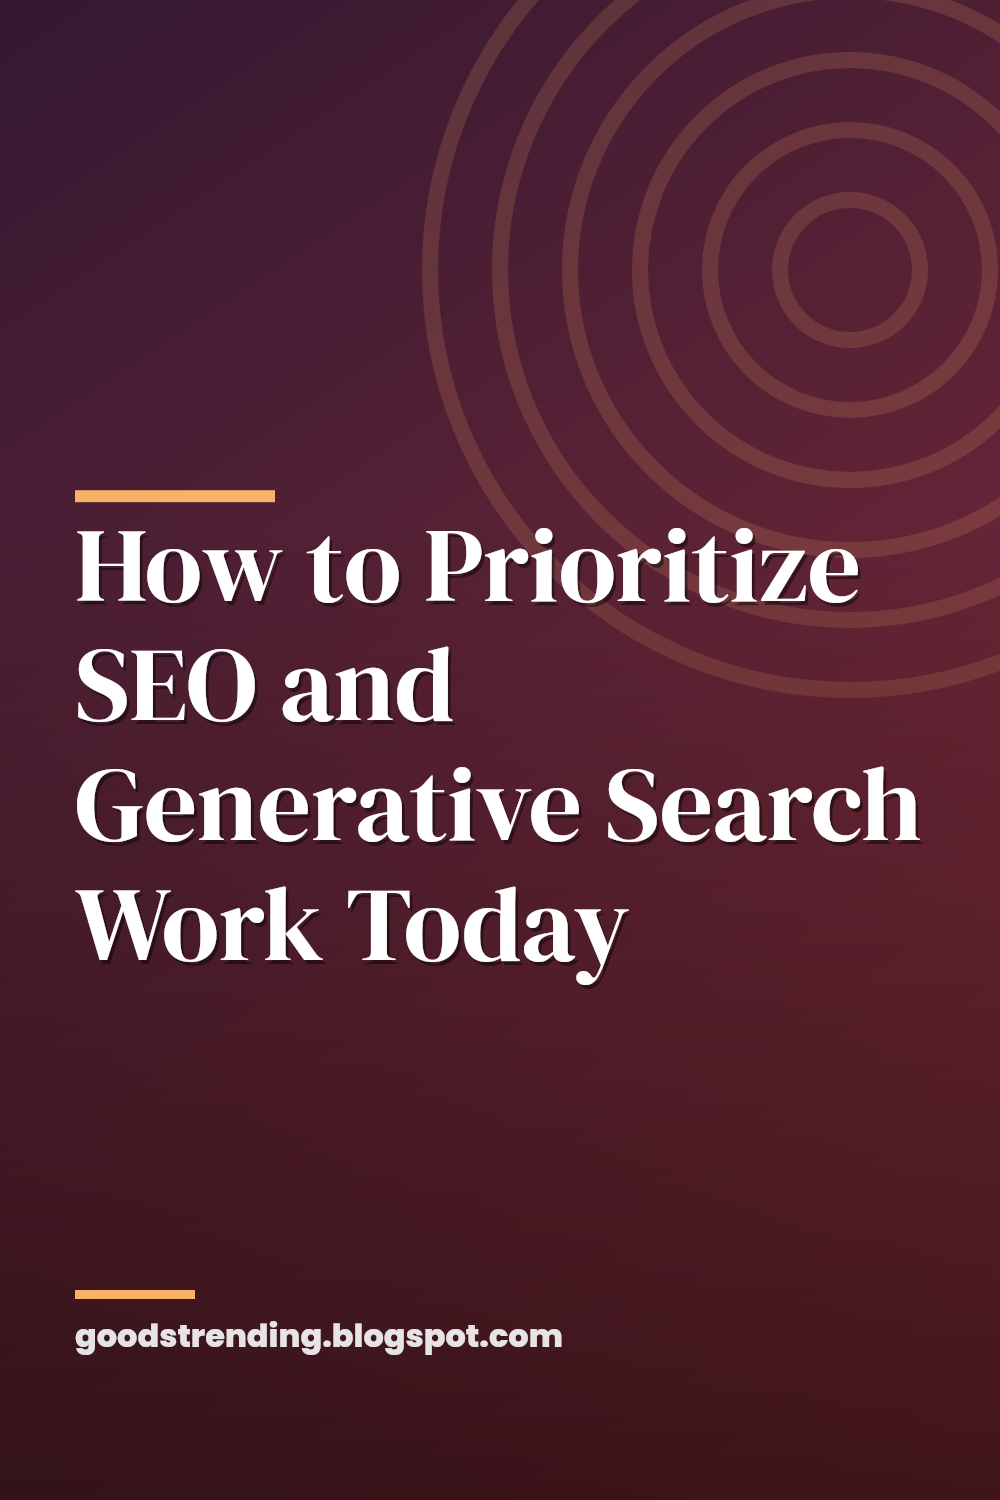 How to Prioritize
SEO and
Generative Search
Work Today
goodstrending.blogspot.com